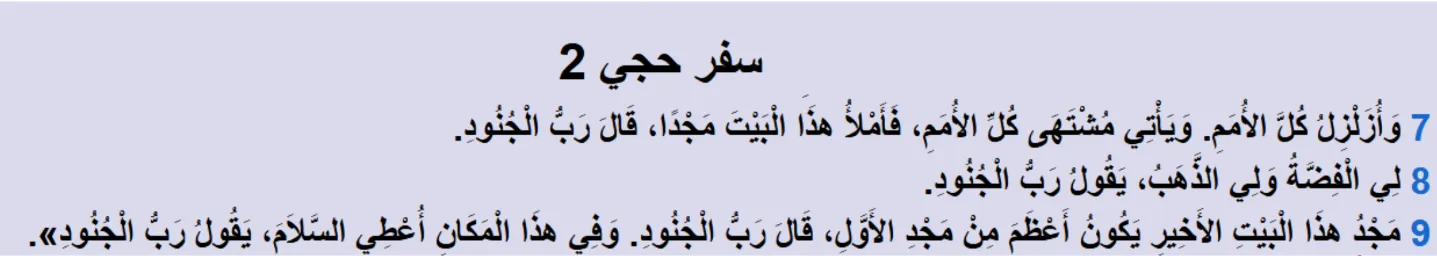 سفر حجي 2
7 وَأُزَلْزِلُ كُلَّ الأُمَمِ. وَيَأْتِي مُشْتَهَى كُلِّ الأُمَمِ، فَأَمْلأُ هذَا الْبَيْتَ مَجْدًا، قَالَ رَبُّ الْجُنُودِ.
8 لِي الْفِضَّةُ وَلِي الذَّهَبُ، يَقُولُ رَبُّ الْجُنُودِ.
9 مَجْدُ هذَا الْبَيْتِ الأَخِيرِ يَكُونُ أَعْظَمَ مِنْ مَجْدِ الأَوَّلِ، قَالَ رَبُّ الْجُنُودِ. وَفِي هذَا الْمَكَانِ أُعْطِي السَّلاَمَ، يَقُولُ رَبُّ الْجُنُودِ».